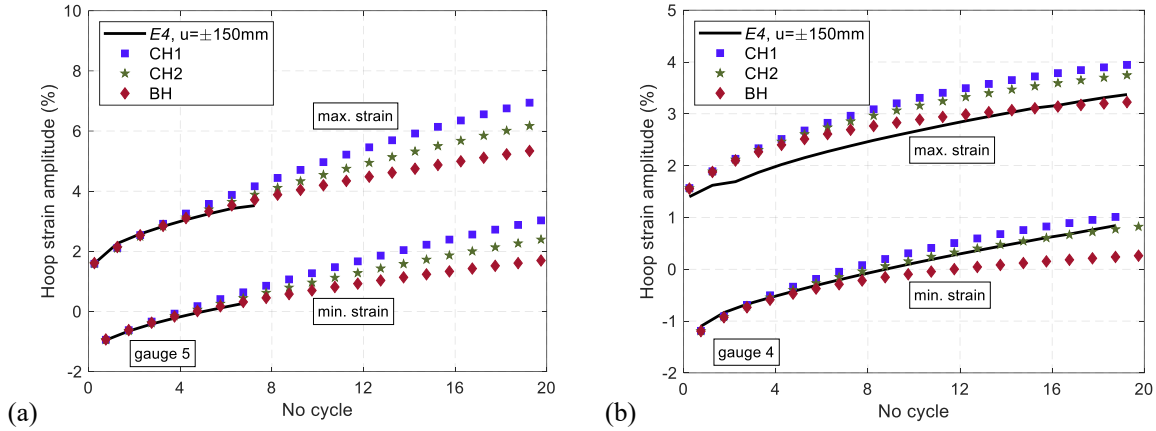 10
8
6
4
2
0
-2
Hoop strain amplitude (%)
E4, u=±150mm
CH1
CH2
BH
max. strain
min. strain
gauge 5
0
4
8
12
16
20
No cycle
(a)
5
4
3
2
1
0
-1
-2
Hoop strain amplitude (%)
E4, u=±150mm
CH1
CH2
BH
max. strain
min. strain
gauge 4
0
4
8
12
16
20
No cycle
(b)